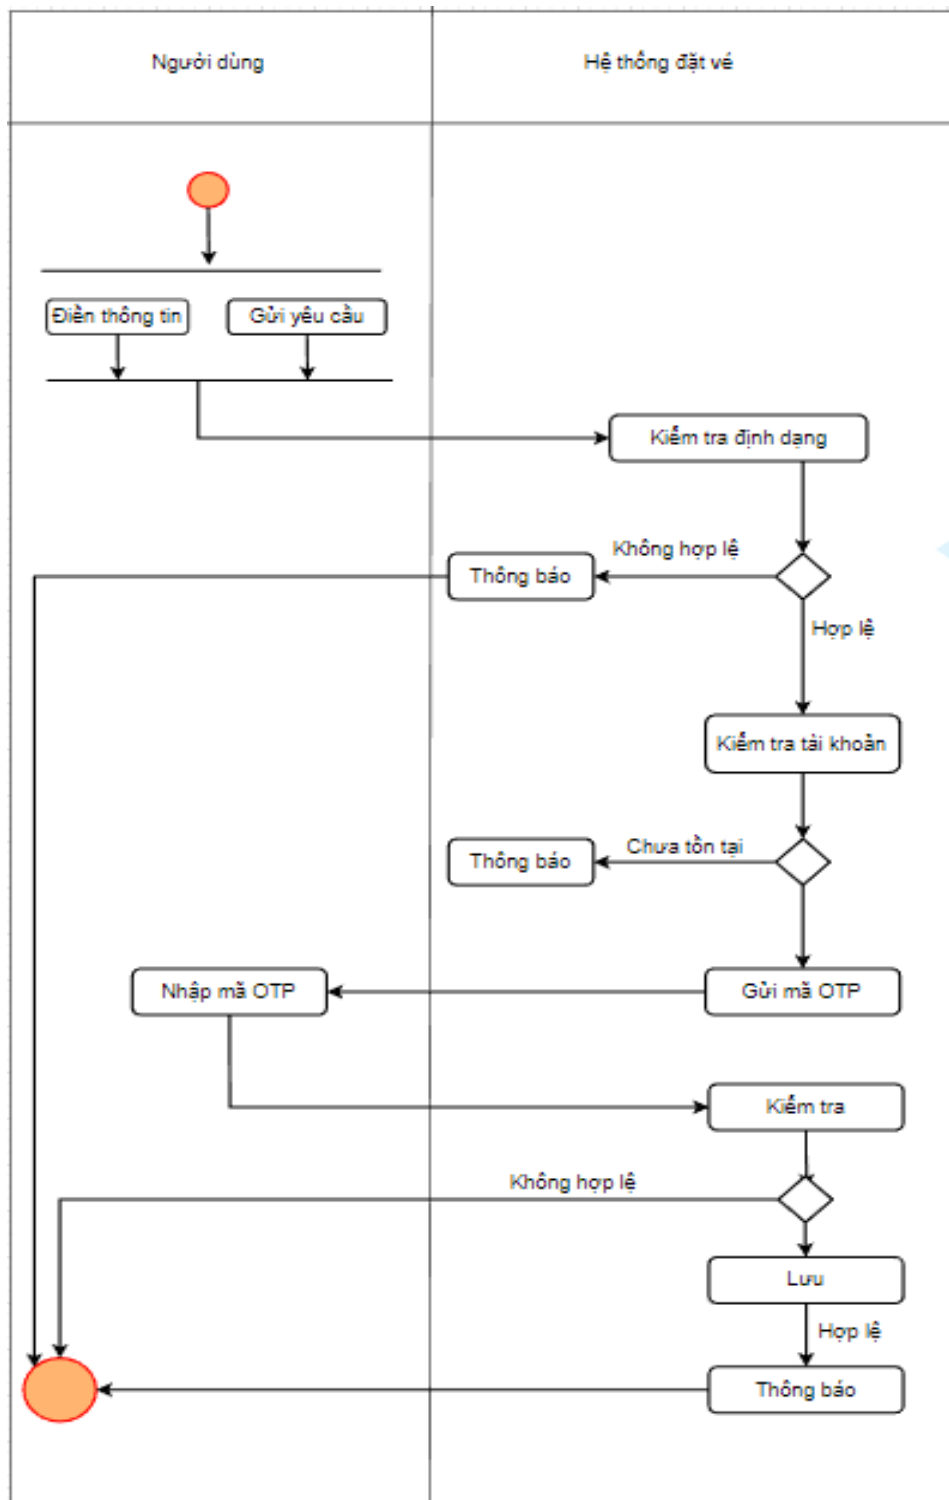 Người dùng
Hệ thống đặt vé
Điền thông tin
Gửi yêu cầu
Kiểm tra định dạng
Không hợp lệ
Thông báo
Hợp lệ
Kiểm tra tài khoản
Chưa tồn tại
Thông báo
Nhập mã OTP
Gửi mã OTP
Kiểm tra
Không hợp lệ
Lưu
Hợp lệ
Thông báo